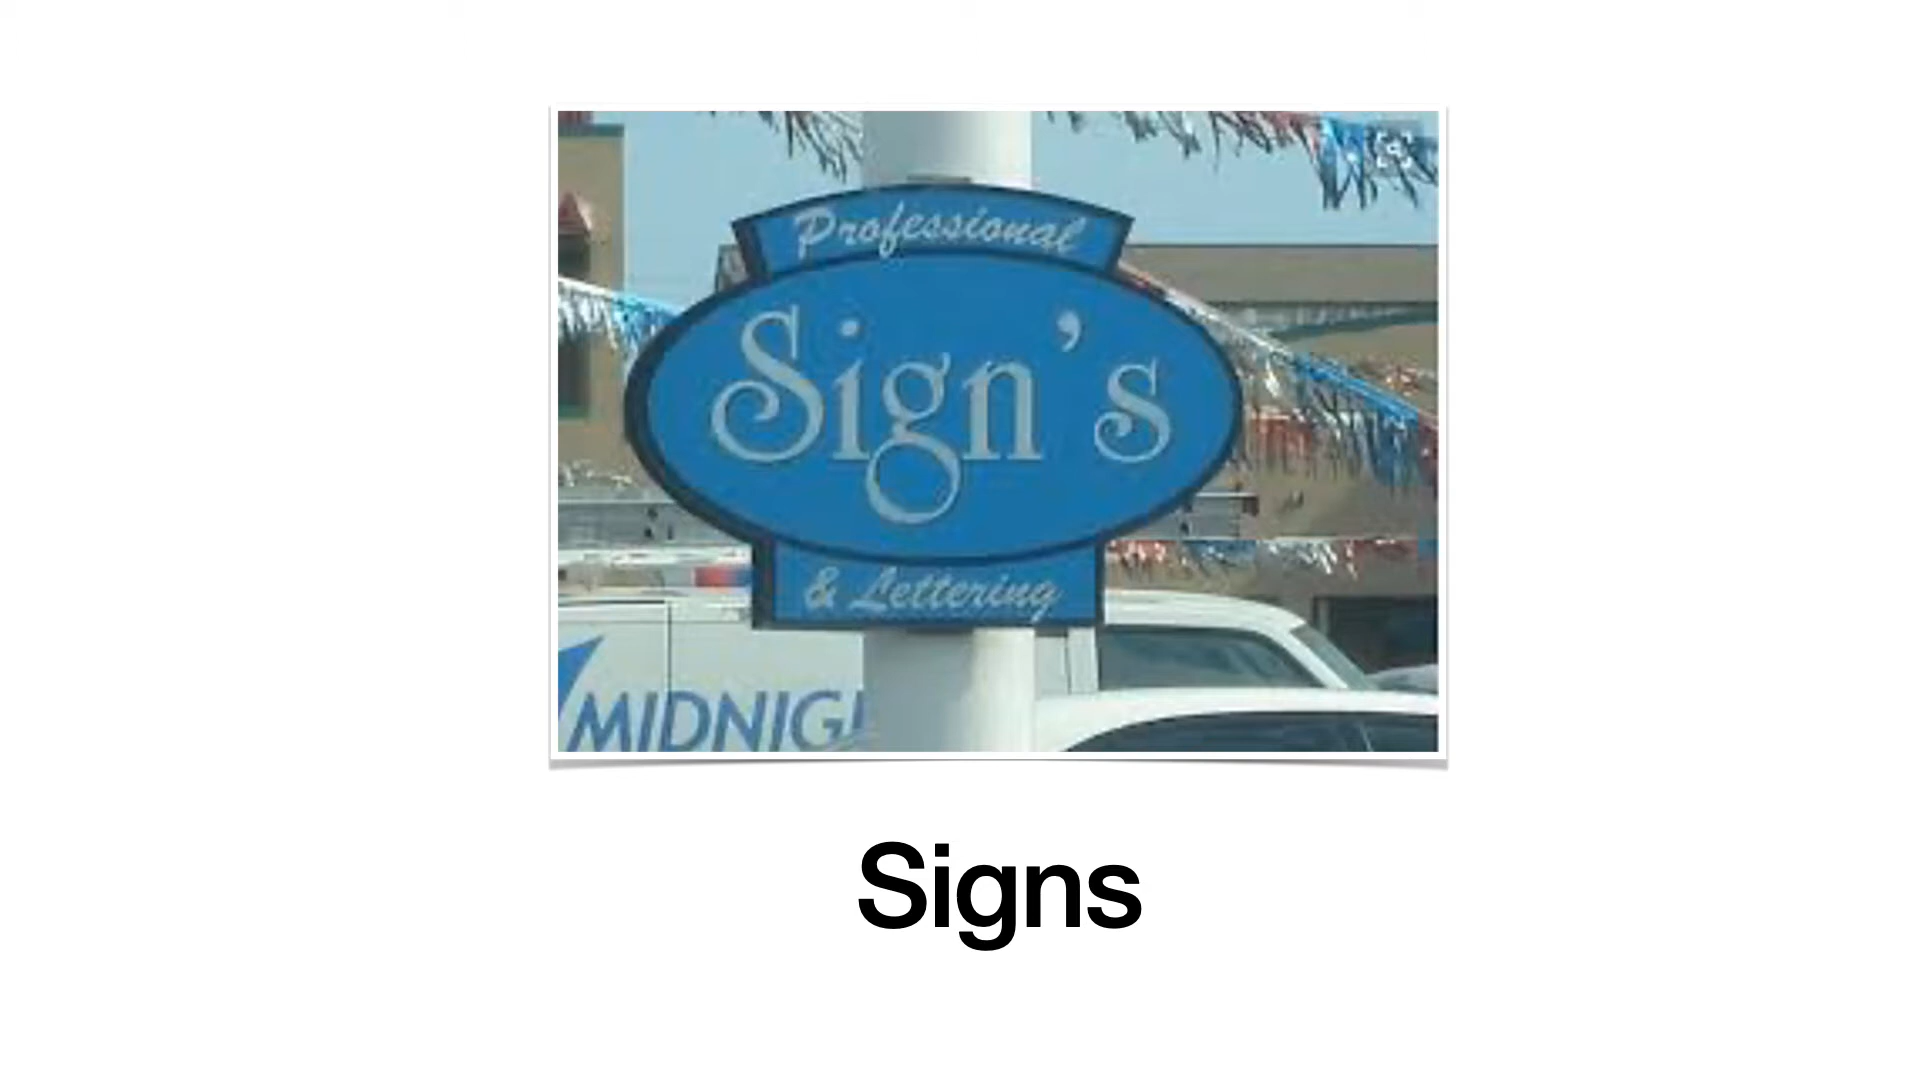 Professional
Sign's
& Lettering
MIDNIG
Signs